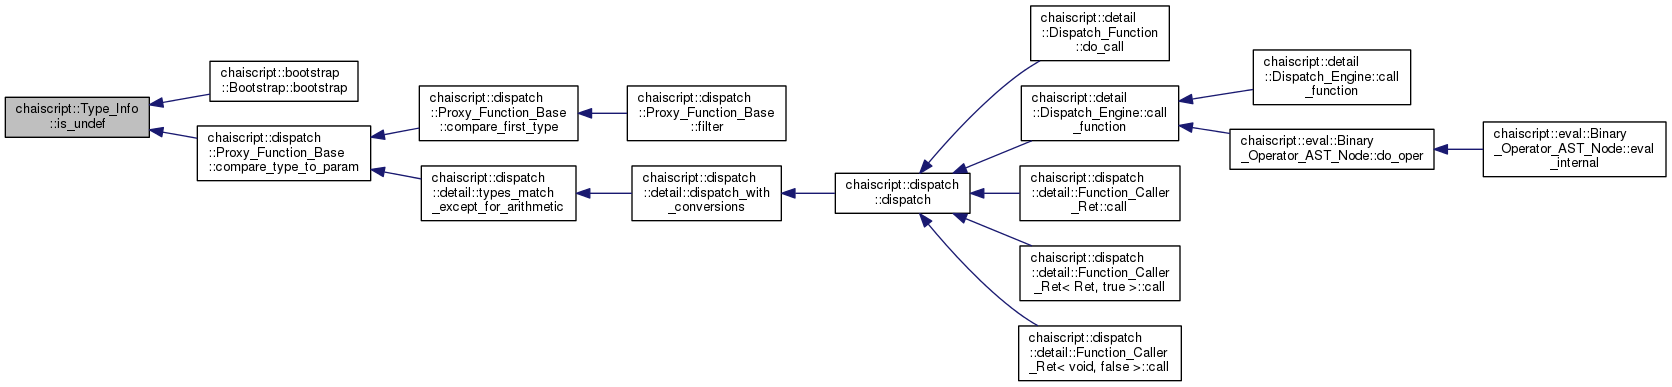 chaiscript::Type_Info
::is_undef
chaiscript::bootstrap
::Bootstrap::bootstrap
chaiscript::dispatch
::Proxy_Function_Base
::compare_type_to_param
chaiscript::dispatch
::Proxy_Function_Base
::compare_first_type
chaiscript::dispatch
::Proxy_Function_Base
::filter
chaiscript::dispatch
::detail::types_match
_except_for_arithmetic
chaiscript::dispatch
::detail::dispatch_with
_conversions
chaiscript::dispatch
::dispatch
chaiscript::detail
::Dispatch_Function
::do_call
chaiscript::detail
::Dispatch_Engine::call
_function
chaiscript::detail
::Dispatch_Engine::call
_function
chaiscript::eval::Binary
_Operator_AST_Node::do_oper
chaiscript::eval::Binary
_Operator_AST_Node::eval
_internal
chaiscript::dispatch
::detail::Function_Caller
_Ret::call
chaiscript::dispatch
::detail::Function_Caller
_Ret< Ret, true >::call
chaiscript::dispatch
::detail::Function_Caller
_Ret< void, false >::call